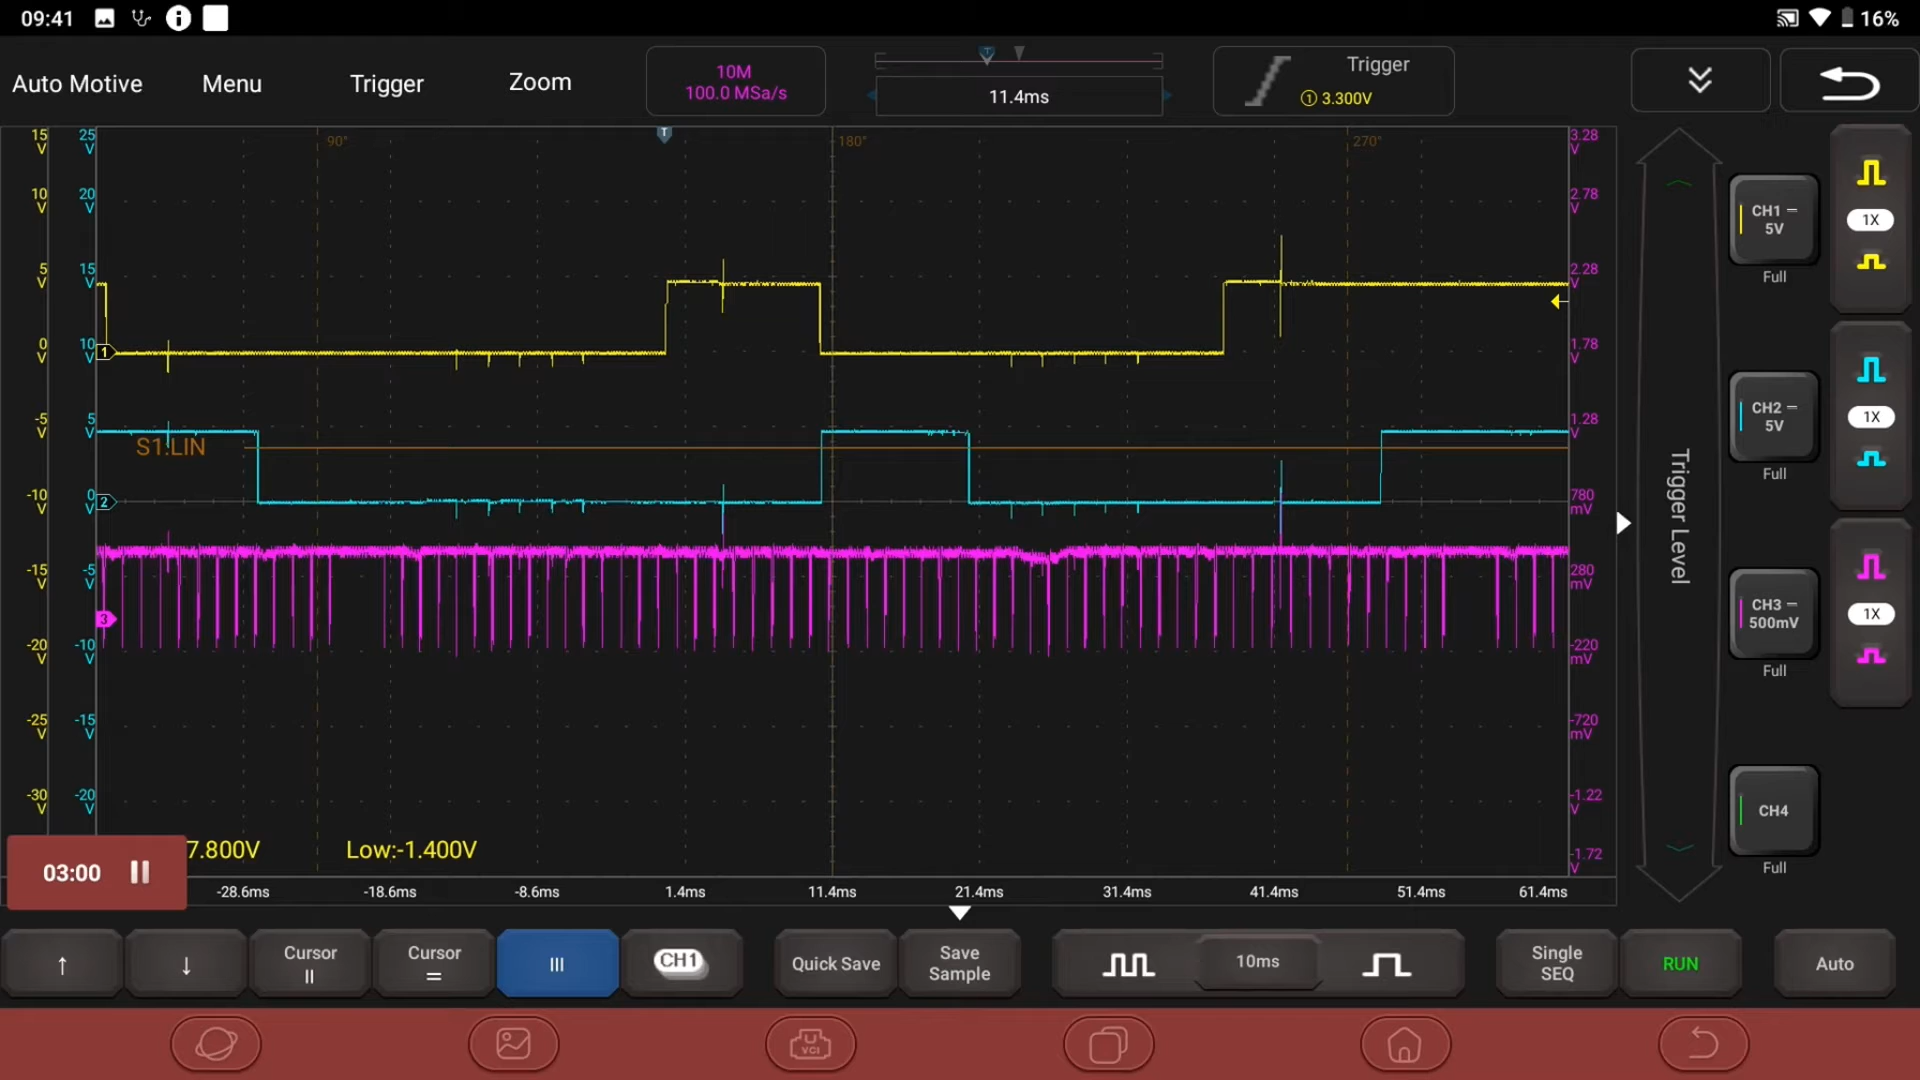 09:41
16%
Auto Motive
Menu
Trigger
Zoom
10M
100.0 MSa/s
T
11.4ms
Trigger
① 3.300V
15
V
10
V
5
V
0
V
-5
V
-10
V
-15
V
-20
V
-25
V
-30
V
25
V
20
V
15
V
10
V
5
V
0
V
-5
V
-10
V
-15
V
-20
V
90°
T
180°
270°
1
S1:LIN
2
3
3.28
V
2.78
V
2.28
V
1.78
V
1.28
V
780
mV
280
mV
-220
mV
-720
mV
-1.22
V
-1.72
V
Trigger Level
CH1
5V
Full
1X
CH2
5V
Full
1X
CH3
500mV
Full
1X
CH4
Full
7.800V
Low:-1.400V
03:00
-28.6ms
-18.6ms
-8.6ms
1.4ms
11.4ms
21.4ms
31.4ms
41.4ms
51.4ms
61.4ms
↑
↓
Cursor
Cursor
CH1
Quick Save
Save
Sample
10ms
Single
SEQ
RUN
Auto
VCI